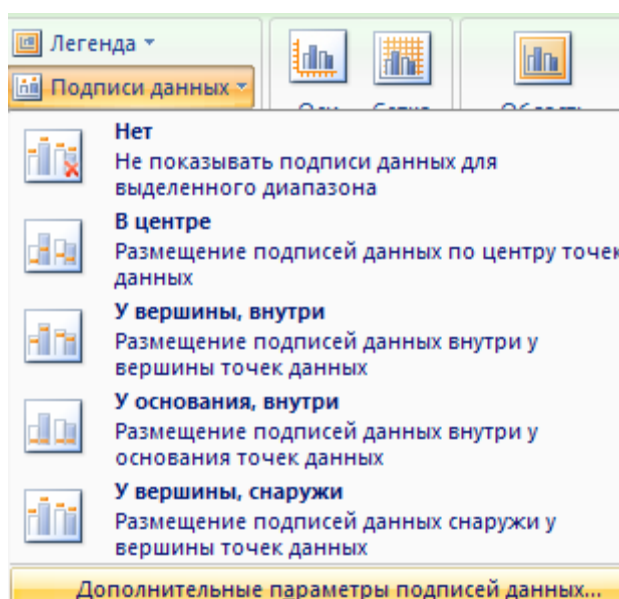 Легенда
Подписи данных
Нет
Не показывать подписи данных для
выделенного диапазона
В центре
Размещение подписей данных по центру точек
данных
У вершины, внутри
Размещение подписей данных внутри у
вершины точек данных
У основания, внутри
Размещение подписей данных внутри у
основания точек данных
У вершины, снаружи
Размещение подписей данных снаружи у
вершины точек данных
Дополнительные параметры подписей данных...